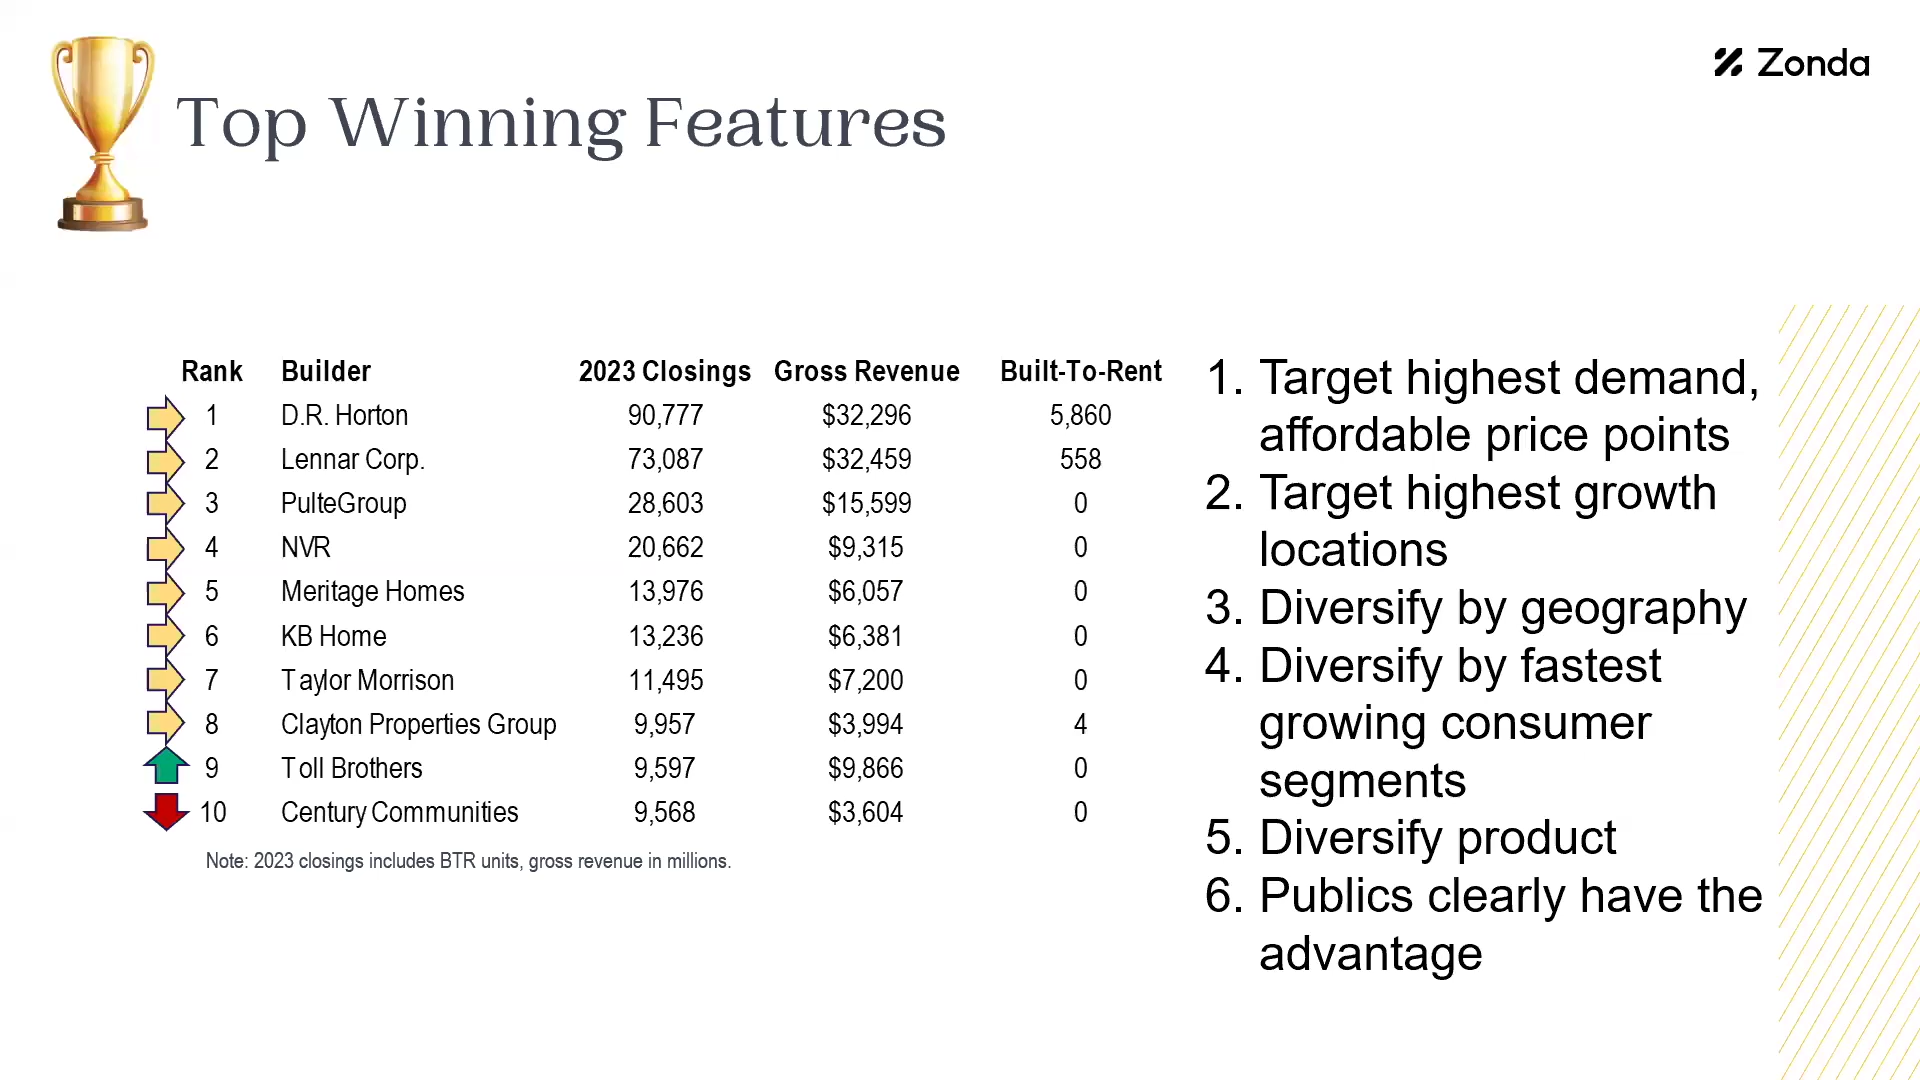 Zonda
Top Winning Features
Rank Builder 2023 Closings Gross Revenue Built-To-Rent
1 D.R. Horton 90,777 $32,296 5,860
2 Lennar Corp. 73,087 $32,459 558
3 PulteGroup 28,603 $15,599 0
4 NVR 20,662 $9,315 0
5 Meritage Homes 13,976 $6,057 0
6 KB Home 13,236 $6,381 0
7 Taylor Morrison 11,495 $7,200 0
8 Clayton Properties Group 9,957 $3,994 4
9 Toll Brothers 9,597 $9,866 0
10 Century Communities 9,568 $3,604 0
Note: 2023 closings includes BTR units, gross revenue in millions.
1. Target highest demand,
affordable price points
2. Target highest growth
locations
3. Diversify by geography
4. Diversify by fastest
growing consumer
segments
5. Diversify product
6. Publics clearly have the
advantage